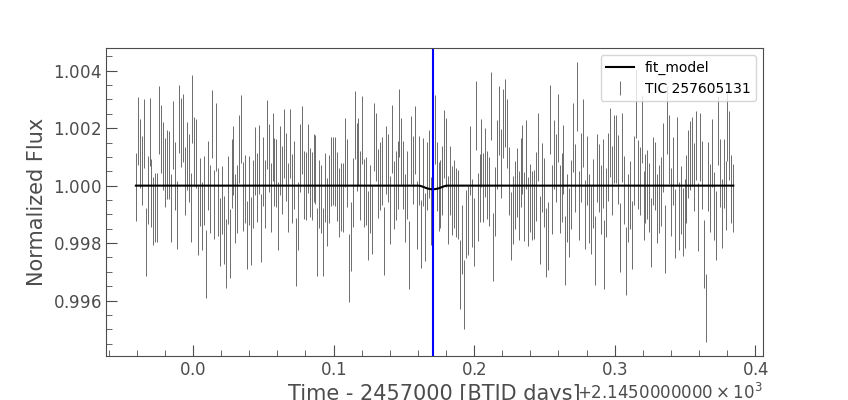 fit_model
TIC 257605131
1.004
1.002
1.000
0.998
0.996
Normalized Flux
0.0 0.1 0.2 0.3 0.4
Time - 2457000 [BTJD days]
+2.1450000000 × 10³